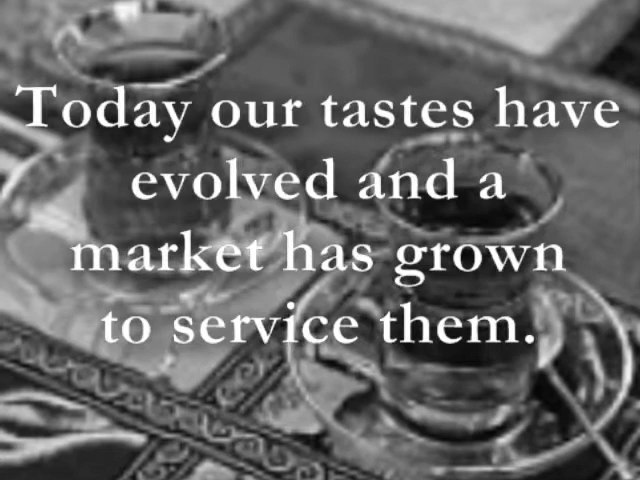 Today our tastes have
evolved and a
market has grown
to service them.